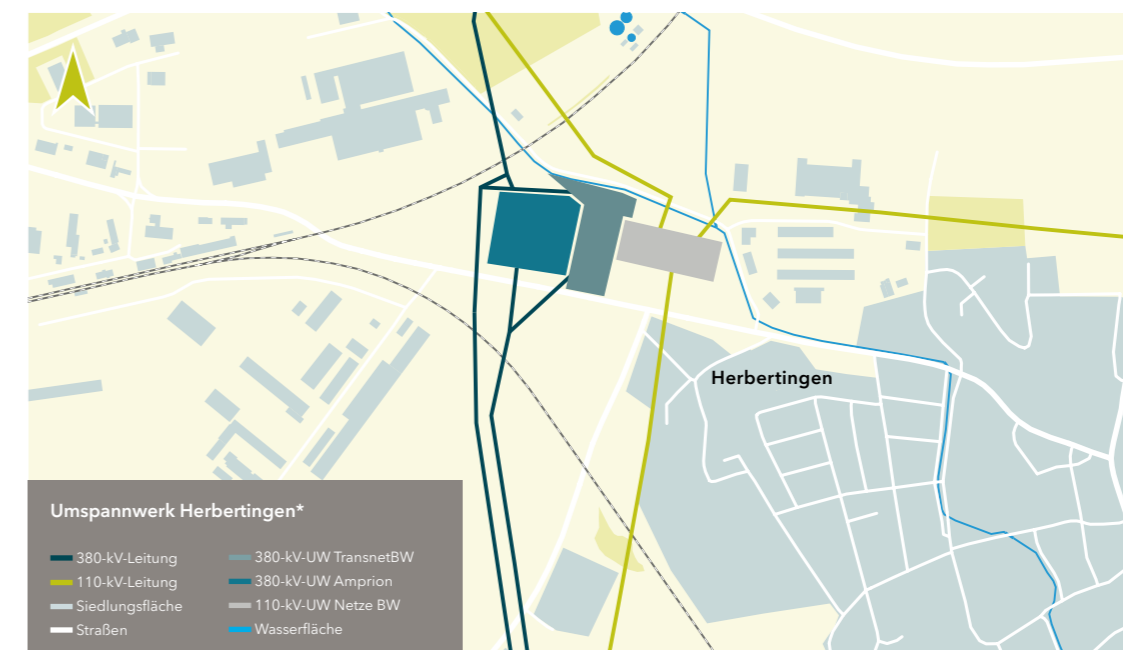 Herbertingen
Umspannwerk Herbertingen*
380-kV-Leitung
110-kV-Leitung
Siedlungsfläche
Straßen
380-kV-UW TransnetBW
380-kV-UW Amprion
110-kV-UW Netze BW
Wasserfläche